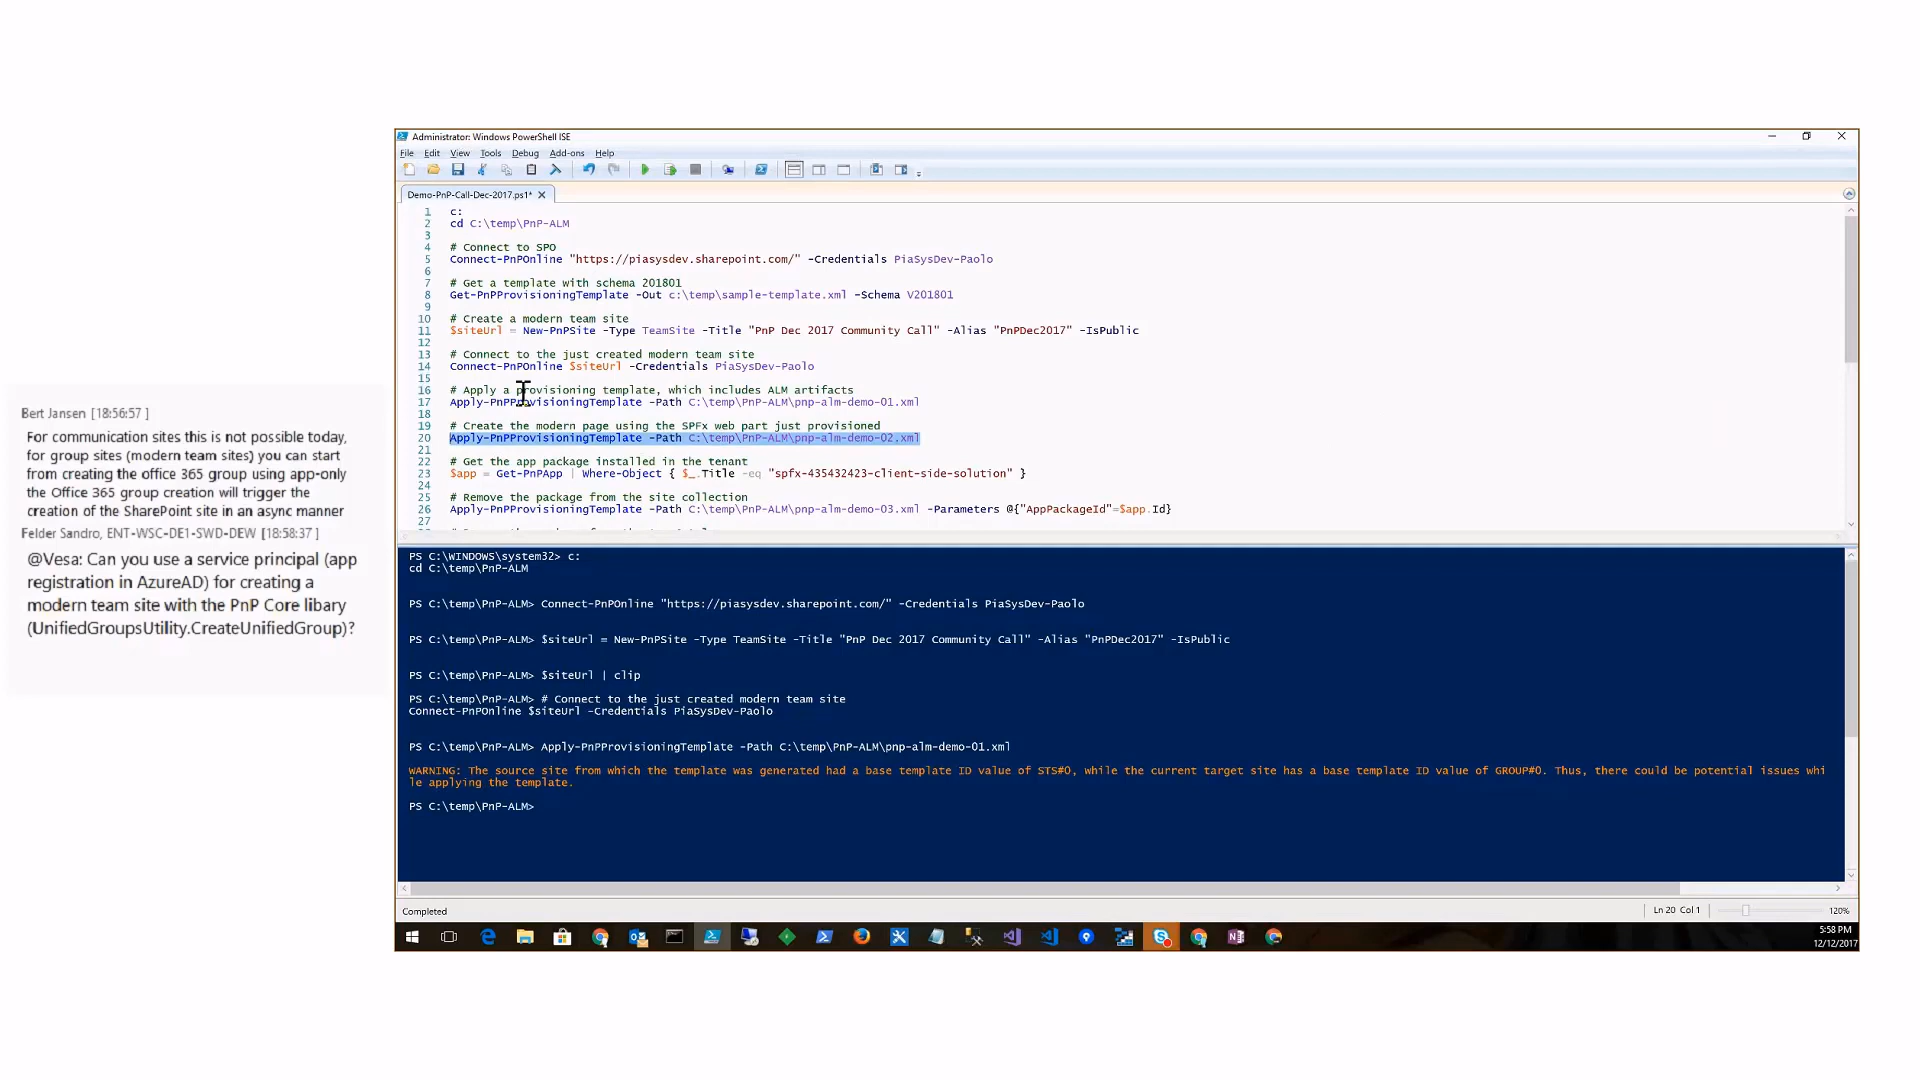 Bert Jansen [18:56:57 ]
For communication sites this is not possible today,
for group sites (modern team sites) you can start
from creating the office 365 group using app-only
the Office 365 group creation will trigger the
creation of the SharePoint site in an async manner
Felder Sandro, ENT-WSC-DE1-SWD-DEW [18:58:37 ]
@Vesa: Can you use a service principal (app
registration in AzureAD) for creating a
modern team site with the PnP Core libary
(UnifiedGroupsUtility.CreateUnifiedGroup)?
Administrator: Windows PowerShell ISE
File Edit View Tools Debug Add-ons Help
Demo-PnP-Call-Dec-2017.ps1*
1 c:
2 cd C:\temp\PnP-ALM
3
4 # Connect to SPO
5 Connect-PnPOnline "https://piasysdev.sharepoint.com/" -Credentials PiaSysDev-Paolo
6
7 # Get a template with schema 201801
8 Get-PnPProvisioningTemplate -Out c:\temp\sample-template.xml -Schema V201801
9
10 # Create a modern team site
11 $siteUrl = New-PnPSite -Type TeamSite -Title "PnP Dec 2017 Community Call" -Alias "PnPDec2017" -IsPublic
12
13 # Connect to the just created modern team site
14 Connect-PnPOnline $siteUrl -Credentials PiaSysDev-Paolo
15
16 # Apply a provisioning template, which includes ALM artifacts
17 Apply-PnPProvisioningTemplate -Path C:\temp\PnP-ALM\pnp-alm-demo-01.xml
18
19 # Create the modern page using the SPFx web part just provisioned
20 Apply-PnPProvisioningTemplate -Path C:\temp\PnP-ALM\pnp-alm-demo-02.xml
21
22 # Get the app package installed in the tenant
23 $app = Get-PnPApp | Where-Object { $_.Title -eq "spfx-435432423-client-side-solution" }
24
25 # Remove the package from the site collection
26 Apply-PnPProvisioningTemplate -Path C:\temp\PnP-ALM\pnp-alm-demo-03.xml -Parameters @{"AppPackageId"=$app.Id}
27
PS C:\WINDOWS\system32> c:
cd C:\temp\PnP-ALM
PS C:\temp\PnP-ALM> Connect-PnPOnline "https://piasysdev.sharepoint.com/" -Credentials PiaSysDev-Paolo
PS C:\temp\PnP-ALM> $siteUrl = New-PnPSite -Type TeamSite -Title "PnP Dec 2017 Community Call" -Alias "PnPDec2017" -IsPublic
PS C:\temp\PnP-ALM> $siteUrl | clip
PS C:\temp\PnP-ALM> # Connect to the just created modern team site
Connect-PnPOnline $siteUrl -Credentials PiaSysDev-Paolo
PS C:\temp\PnP-ALM> Apply-PnPProvisioningTemplate -Path C:\temp\PnP-ALM\pnp-alm-demo-01.xml
WARNING: The source site from which the template was generated had a base template ID value of STS#0, while the current target site has a base template ID value of GROUP#0. Thus, there could be potential issues whi
le applying the template.
PS C:\temp\PnP-ALM>
Completed
Ln 20 Col 1
120%
5:58 PM
12/12/2017